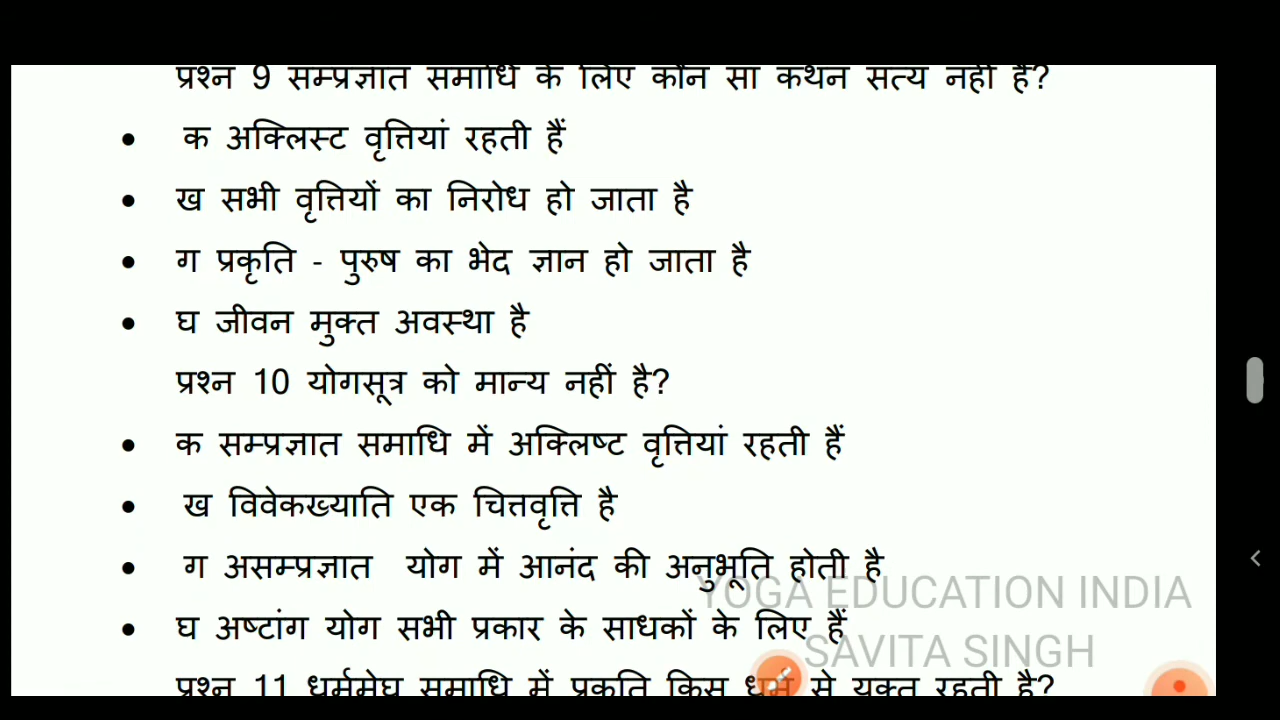 प्रश्न 9 सम्प्रज्ञात समाधि के लिए कौन सा कथन सत्य नहीं है?
• क अक्लिस्ट वृत्तियां रहती हैं
• ख सभी वृत्तियों का निरोध हो जाता है
• ग प्रकृति - पुरुष का भेद ज्ञान हो जाता है
• घ जीवन मुक्त अवस्था है
प्रश्न 10 योगसूत्र को मान्य नहीं है?
• क सम्प्रज्ञात समाधि में अक्लिष्ट वृत्तियां रहती हैं
• ख विवेकख्याति एक चित्तवृत्ति है
• ग असम्प्रज्ञात योग में आनंद की अनुभूति होती है
YOGA EDUCATION INDIA
• घ अष्टांग योग सभी प्रकार के साधकों के लिए हैं
SAVITA SINGH
प्रश्न 11 धर्ममेघ समाधि में प्रकृति किस धर्म से युक्त रहती है?